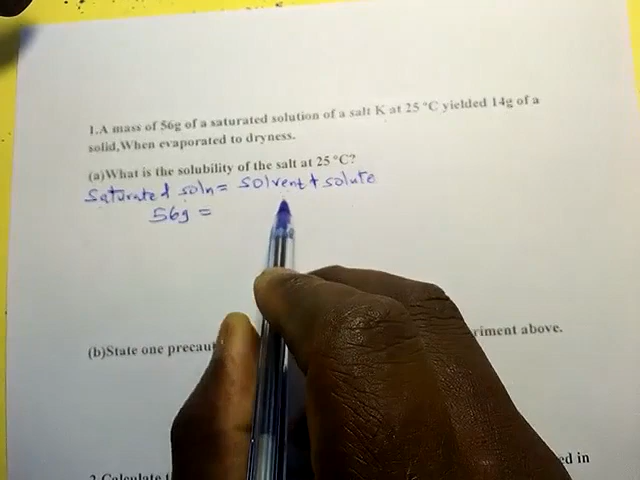 1.A mass of 56g of a saturated solution of a salt K at 25 °C yielded 14g of a
solid,When evaporated to dryness.
(a)What is the solubility of the salt at 25 °C?
Saturated soln = solvent + solute
56g =
(b)State one precau riment above.
2.Calculate t ed in